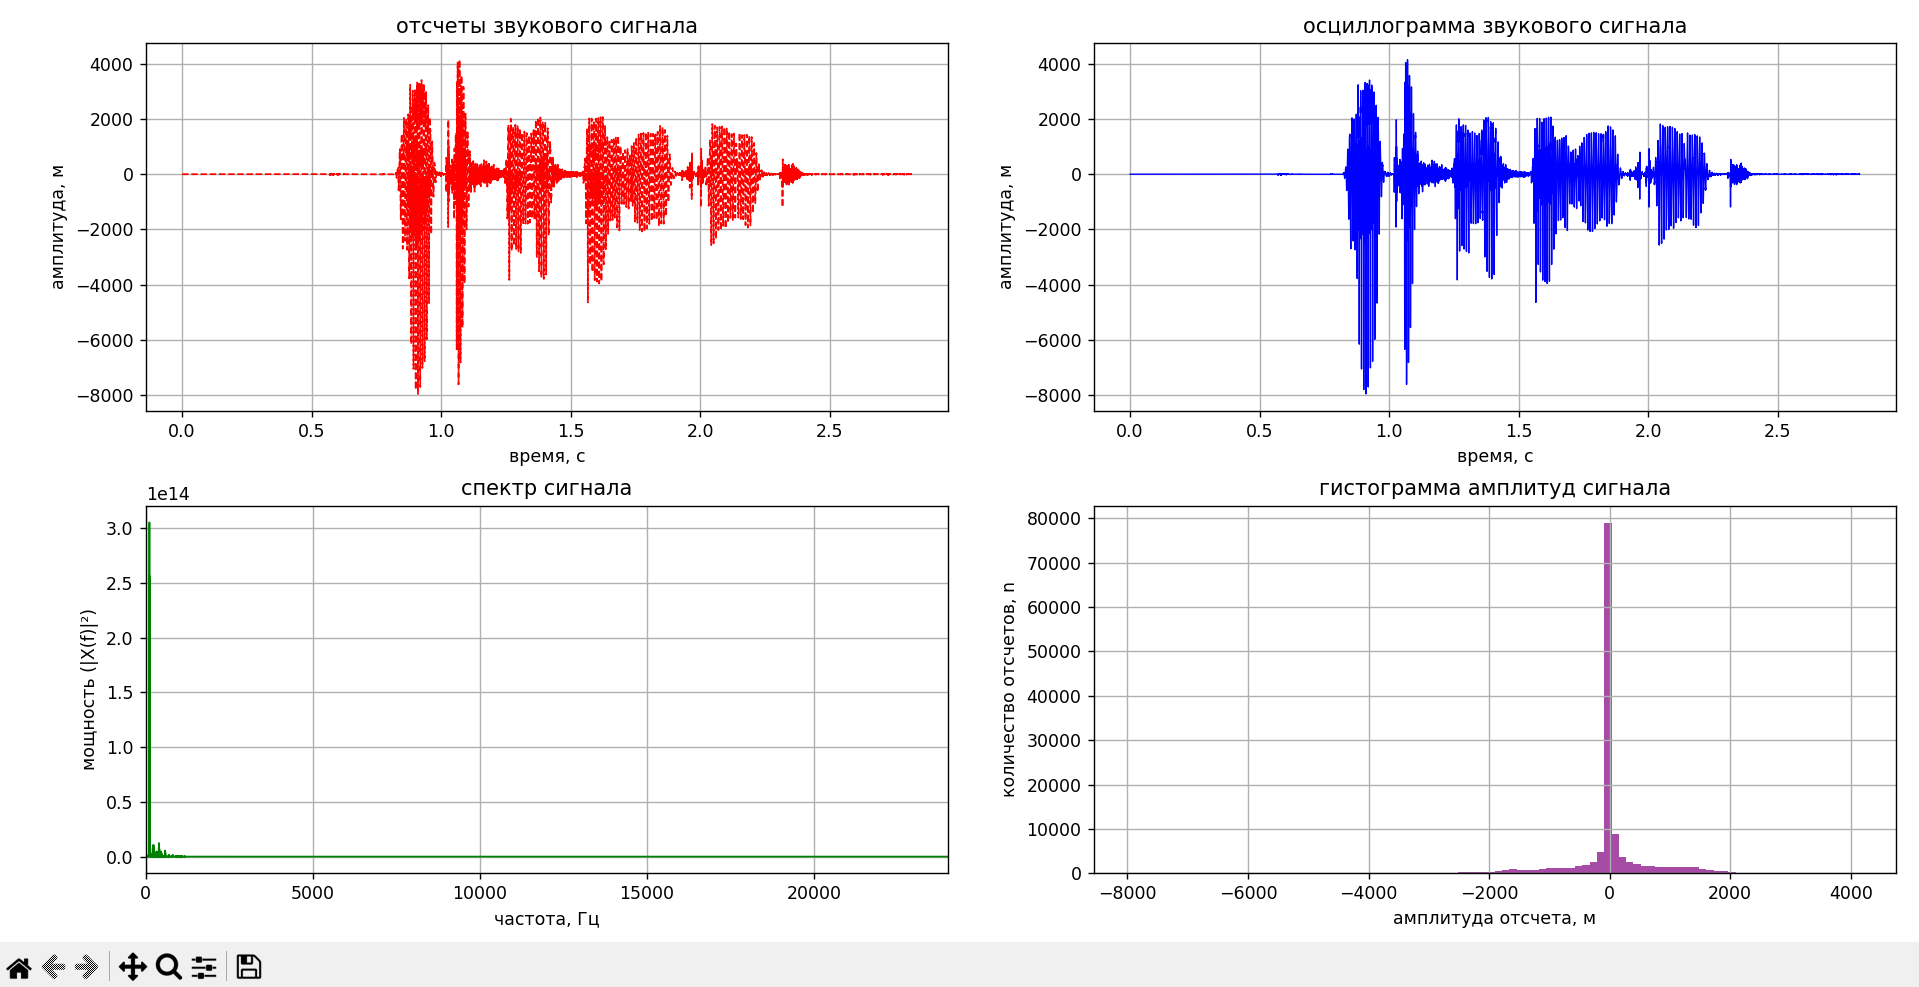 отсчеты звукового сигнала
4000
2000
0
−2000
−4000
−6000
−8000
амплитуда, м
0.0 0.5 1.0 1.5 2.0 2.5
время, с
осциллограмма звукового сигнала
4000
2000
0
−2000
−4000
−6000
−8000
амплитуда, м
0.0 0.5 1.0 1.5 2.0 2.5
время, с
спектр сигнала
1e14
3.0
2.5
2.0
1.5
1.0
0.5
0.0
мощность (|X(f)|²)
0 5000 10000 15000 20000
частота, Гц
гистограмма амплитуд сигнала
80000
70000
60000
50000
40000
30000
20000
10000
0
количество отсчетов, n
−8000 −6000 −4000 −2000 0 2000 4000
амплитуда отсчета, м